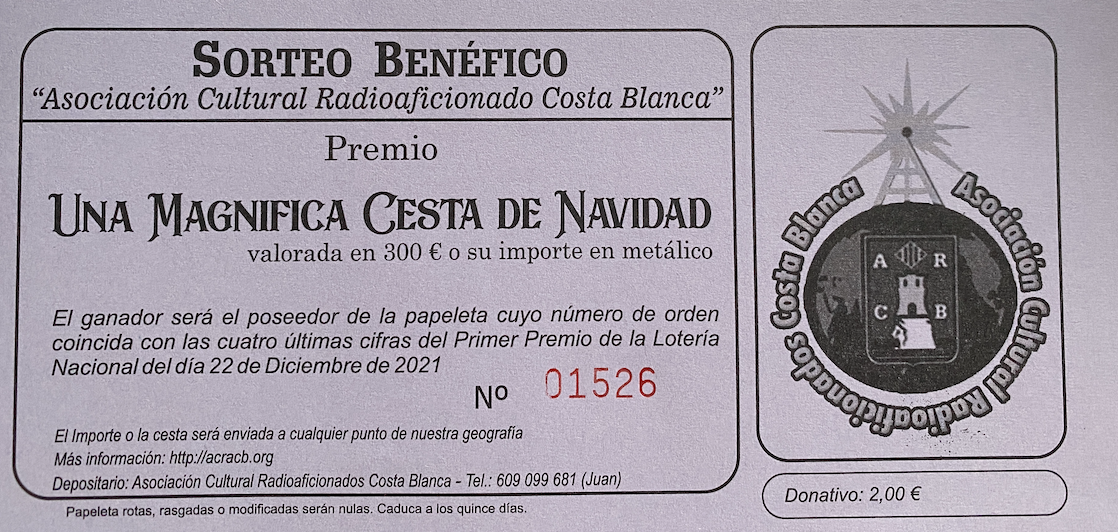 SORTEO BENÉFICO
“Asociación Cultural Radioaficionado Costa Blanca”
Premio
UNA MAGNIFICA CESTA DE NAVIDAD
valorada en 300 € o su importe en metálico
El ganador será el poseedor de la papeleta cuyo número de orden
coincida con las cuatro últimas cifras del Primer Premio de la Lotería
Nacional del día 22 de Diciembre de 2021
Nº 01526
El Importe o la cesta será enviada a cualquier punto de nuestra geografía
Más información: http://acracb.org
Depositario: Asociación Cultural Radioaficionados Costa Blanca - Tel.: 609 099 681 (Juan)
Papeleta rotas, rasgadas o modificadas serán nulas. Caduca a los quince días.
Asociación Cultural Radioaficionados Costa Blanca
A R
C B
Donativo: 2,00 €